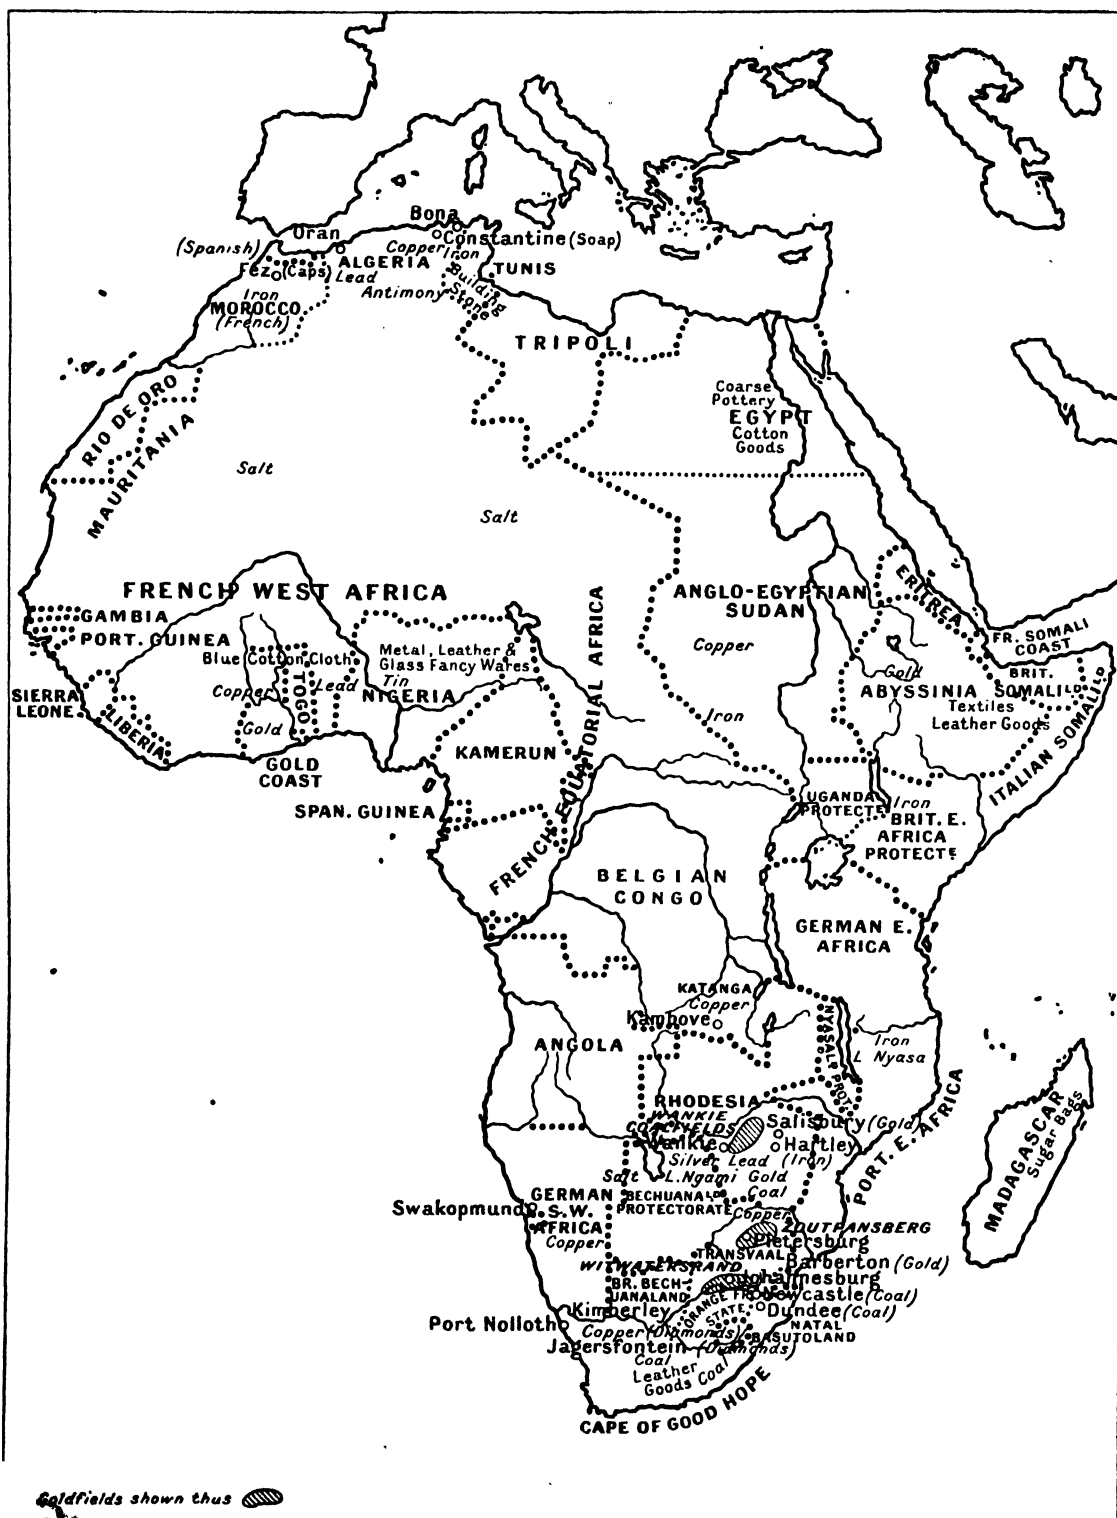 Bona
Oran
Constantine (Soap)
(Spanish)
Copper Iron
Fez (Caps)
ALGERIA
TUNIS
Lead
Building
Stone
Antimony
Iron
MOROCCO
(French)
TRIPOLI
RIO DE ORO
MAURITANIA
Coarse
Pottery
EGYPT
Cotton
Goods
Salt
Salt
FRENCH WEST AFRICA
ANGLO-EGYPTIAN
SUDAN
ERITREA
GAMBIA
PORT. GUINEA
FR. SOMALI
COAST
Blue Cotton Cloth
Metal, Leather &
Glass Fancy Wares
Tin
Copper
Gold
BRIT.
SOMALILD
Copper
TOGO
Lead
NIGERIA
ABYSSINIA
Textiles
Leather Goods
SIERRA
LEONE
LIBERIA
Gold
Iron
ITALIAN SOMALILD
GOLD
COAST
KAMERUN
FRENCH EQUATORIAL AFRICA
SPAN. GUINEA
UGANDA
PROTECTE
Iron
BRIT. E.
AFRICA
PROTECTE
BELGIAN
CONGO
GERMAN E.
AFRICA
KATANGA
Copper
Kambove
ANGOLA
NYASALD PROTE
Iron
L Nyasa
RHODESIA
WANKIE
COALFIELDS
Salisbury (Gold)
Wankie
Hartley
(Iron)
Silver Lead
PORT. E. AFRICA
MADAGASCAR
Sugar Bags
Salt
L. Ngami
Gold
Coal
GERMAN
S.W.
AFRICA
Copper
BECHUANALD
PROTECTORATE
Copper
Swakopmund
ZOUTPANSBERG
Pietersburg
TRANSVAAL
WITWATERSRAND
Barberton (Gold)
Johannesburg
BR. BECH-
UANALAND
Newcastle (Coal)
ORANGE FREE
STATE
Kimberley
Dundee (Coal)
Port Nolloth
Copper
(Diamonds)
NATAL
BASUTOLAND
Jagersfontein (Diamonds)
Coal
Leather
Goods
Coal
CAPE OF GOOD HOPE
Goldfields shown thus